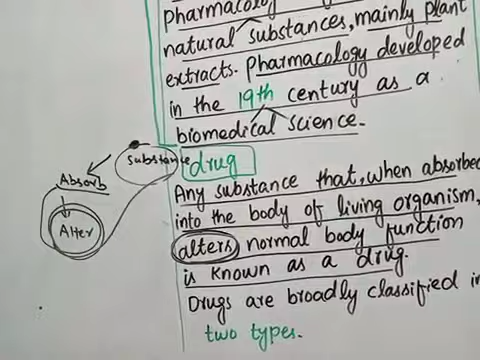 pharmacology
natural substances, mainly plant
extracts. Pharmacology developed
in the 19th century as a
biomedical science.
substance
drug
Absorb
Alter
Any substance that, when absorbed
into the body of living organism,
alters normal body function
is known as a drug.
Drugs are broadly classified in
two types.